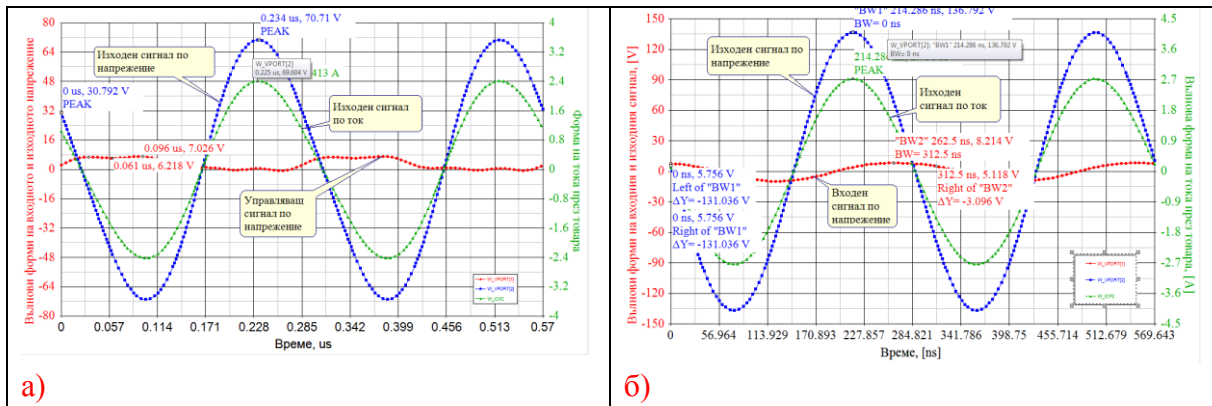 80
64
48
32
16
0
-16
-32
-48
-64
-80
Вълнови форми на входното и изходното напрежение
0.234 us, 70.71 V
PEAK
Изходен сигнал по
напрежение
W_VPORT[2]
413 A
0 us, 30.792 V
PEAK
Изходен сигнал
по ток
0.096 us, 7.026 V
0.061 us, 6.218 V
Управляващ
сигнал по
напрежение
W_VPORT[1]
W_VPORT[2]
4
3.2
2.4
1.6
0.8
0
-0.8
-1.6
-2.4
-3.2
-4
Форма на тока през товара
0
0.057
0.114
0.171
0.228
0.285
0.342
0.399
0.456
0.513
0.57
Време, us
а)
150
120
90
60
30
0
-30
-60
-90
-120
-150
Вълнови форми на входния и изходния сигнал, [V]
"BW1" 214.286 ns, 136.792 V
BW= 0 ns
Изходен сигнал по
напрежение
W_VPORT[2]: "BW1" 214.286 ns, 136.792 V
BW= 0 ns
214.286
PEAK
Изходен
сигнал по ток
"BW2" 262.5 ns, 8.214 V
BW= 312.5 ns
0 ns, 5.756 V
Left of "BW1"
ΔY= -131.036 V
0 ns, 5.756 V
Right of "BW1"
ΔY= -131.036 V
312.5 ns, 5.118 V
Right of "BW2"
ΔY= -3.096 V
Входен
сигнал по
напрежение
W_VPORT[1]
W_VPORT[2]
4.5
3.6
2.7
1.8
0.9
0
-0.9
-1.8
-2.7
-3.6
-4.5
Вълнова форма на тока през товара, [A]
0
56.964
113.929
170.893
227.857
284.821
341.786
398.75
455.714
512.679
569.643
Време, [ns]
б)